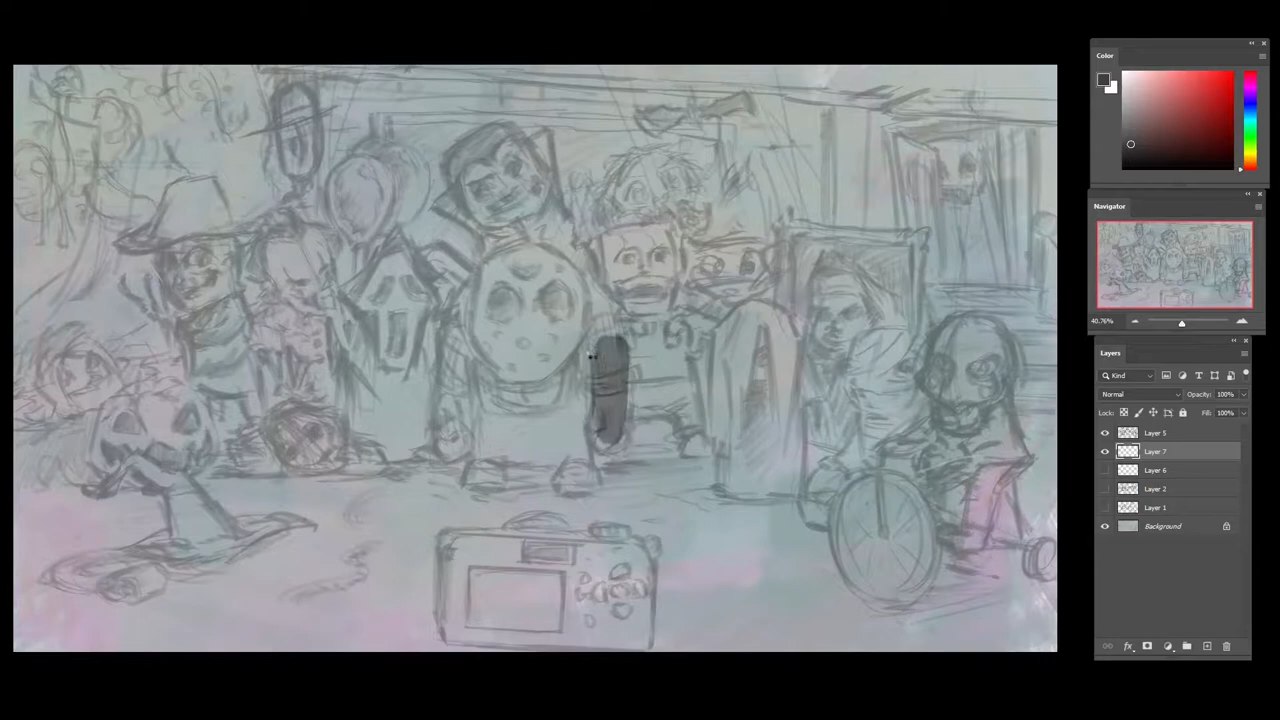 Color
Navigator
40.76%
Layers
Kind
Normal
Opacity: 100%
Lock:
Fill: 100%
Layer 5
Layer 7
Layer 6
Layer 2
Layer 1
Background
fx